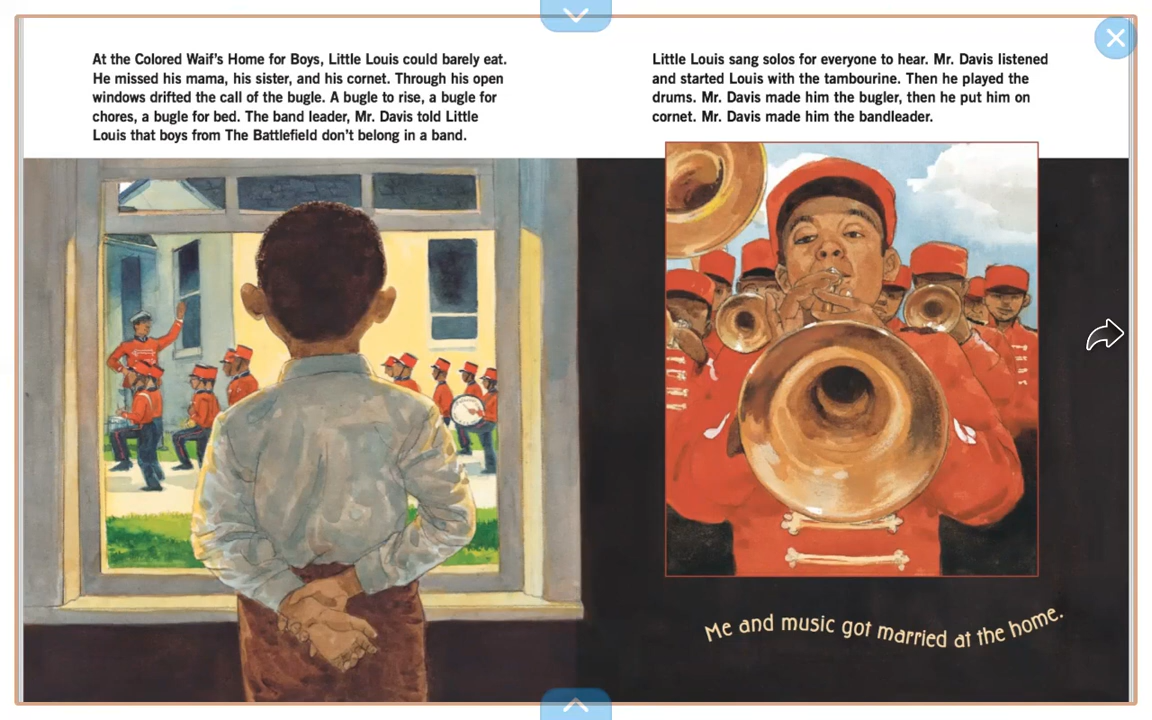 At the Colored Waif's Home for Boys, Little Louis could barely eat.
He missed his mama, his sister, and his cornet. Through his open
windows drifted the call of the bugle. A bugle to rise, a bugle for
chores, a bugle for bed. The band leader, Mr. Davis told Little
Louis that boys from The Battlefield don't belong in a band.
Little Louis sang solos for everyone to hear. Mr. Davis listened
and started Louis with the tambourine. Then he played the
drums. Mr. Davis made him the bugler, then he put him on
cornet. Mr. Davis made him the bandleader.
Me and music got married at the home.